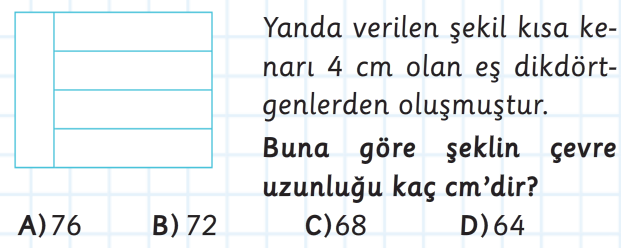 Yanda verilen şekil kısa ke-
narı 4 cm olan eş dikdört-
genlerden oluşmuştur.
Buna göre şeklin çevre
uzunluğu kaç cm'dir?
A) 76 B) 72 C) 68 D) 64